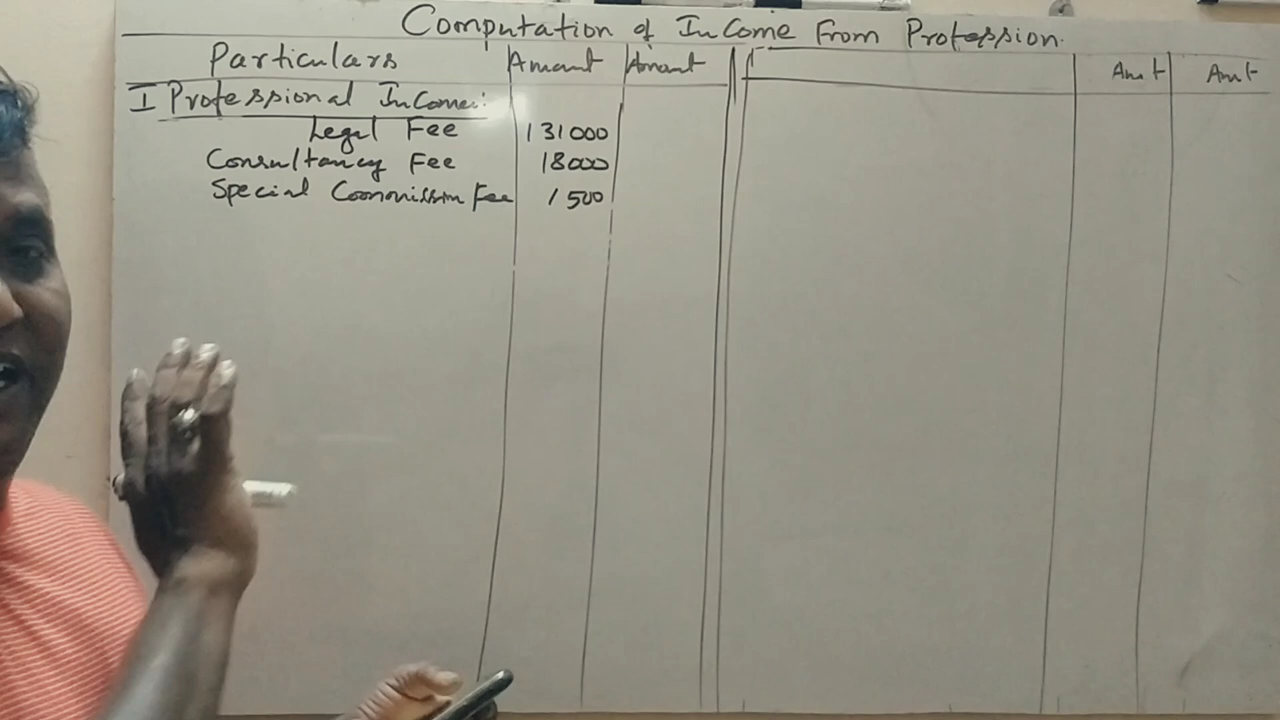 Computation of InCome From Profession.
Particulars Amount Amount Amt Amt
I Professional InCome:
Legal Fee 131000
Consultancy Fee 18000
Special Commission Fee 1500